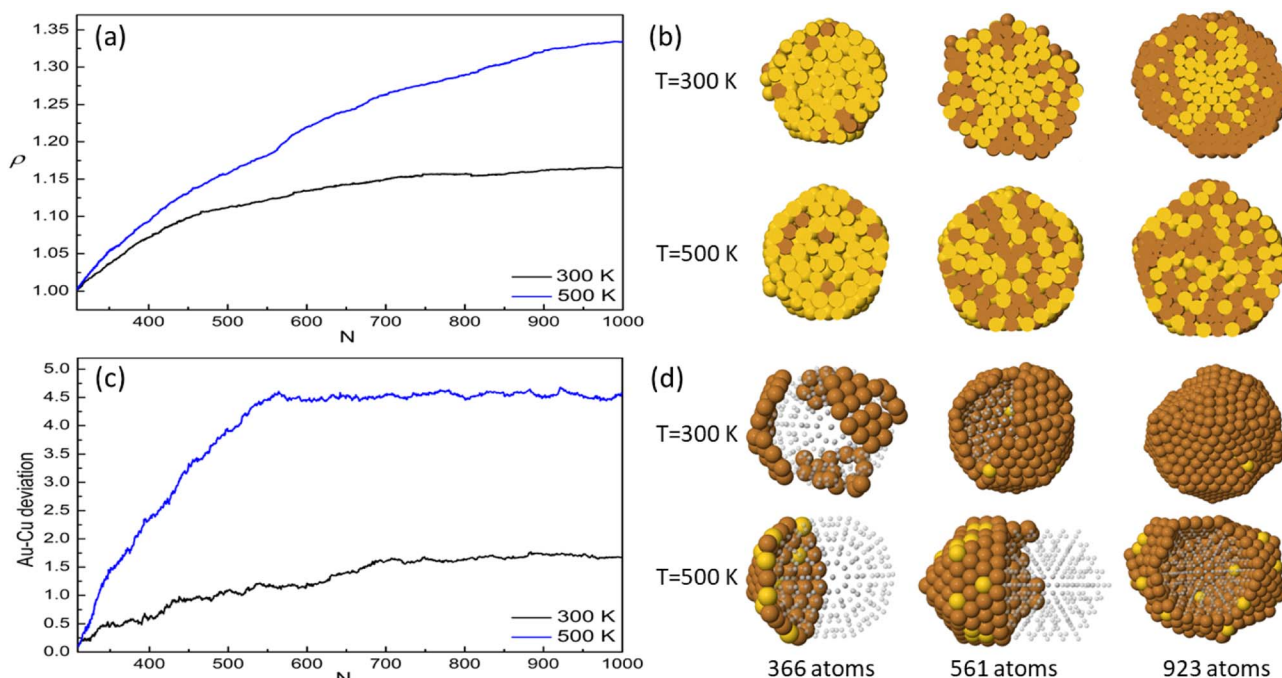 (a)
1.35
1.30
1.25
1.20
1.15
1.10
1.05
1.00
ρ
300 K
500 K
400 500 600 700 800 900 1000
N
(b)
T=300 K
T=500 K
(c)
5.0
4.5
4.0
3.5
3.0
2.5
2.0
1.5
1.0
0.5
0.0
Au-Cu deviation
300 K
500 K
400 500 600 700 800 900 1000
N
(d)
T=300 K
T=500 K
366 atoms 561 atoms 923 atoms